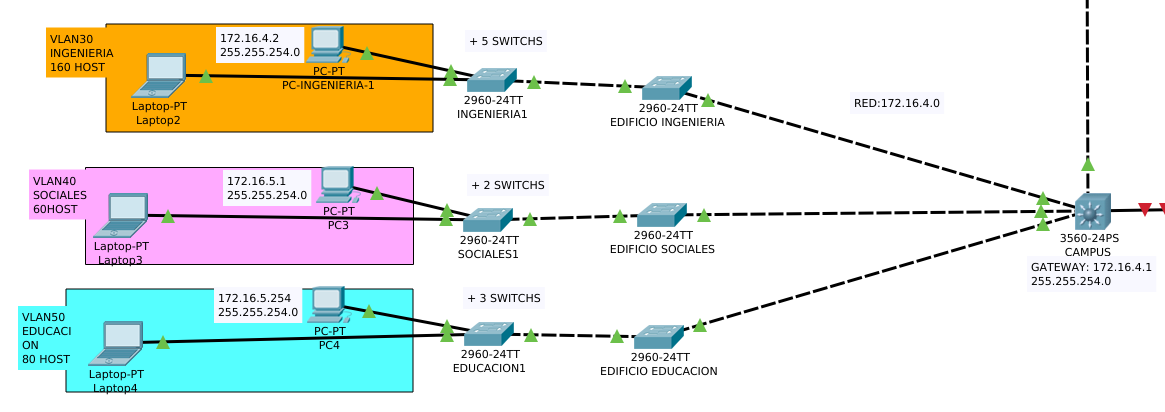 VLAN30
INGENIERIA
160 HOST
172.16.4.2
255.255.254.0
PC-PT
PC-INGENIERIA-1
Laptop-PT
Laptop2
+ 5 SWITCHS
2960-24TT
INGENIERIA1
2960-24TT
EDIFICIO INGENIERIA
RED:172.16.4.0
VLAN40
SOCIALES
60HOST
172.16.5.1
255.255.254.0
PC-PT
PC3
Laptop-PT
Laptop3
+ 2 SWITCHS
2960-24TT
SOCIALES1
2960-24TT
EDIFICIO SOCIALES
3560-24PS
CAMPUS
GATEWAY: 172.16.4.1
255.255.254.0
VLAN50
EDUCACI
ON
80 HOST
172.16.5.254
255.255.254.0
PC-PT
PC4
Laptop-PT
Laptop4
+ 3 SWITCHS
2960-24TT
EDUCACION1
2960-24TT
EDIFICIO EDUCACION